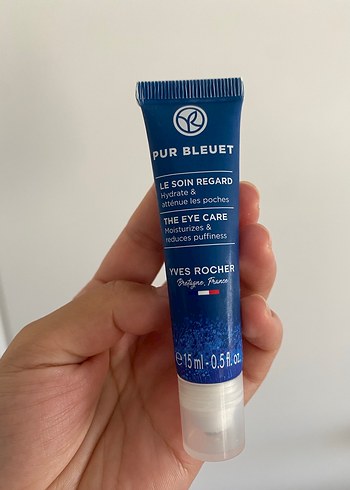 PUR BLEUET
LE SOIN REGARD
Hydrate &
atténue les poches
THE EYE CARE
Moisturizes &
reduces puffiness
YVES ROCHER
Bretagne, France
℮15 ml - 0.5 fl. oz.